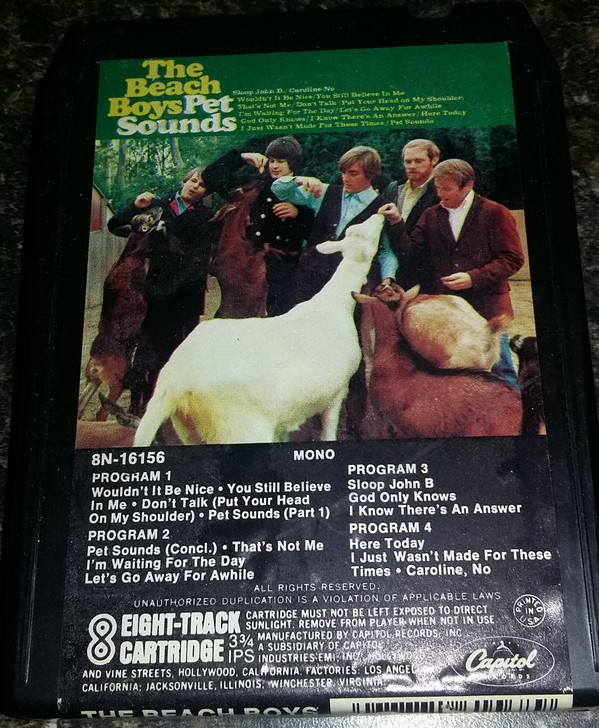 The
Beach
Boys Pet
Sounds
Sloop John B./Caroline No
Wouldn't It Be Nice/You Still Believe In Me
That's Not Me/Don't Talk/Put Your Head on My Shoulder/
I'm Waiting For The Day/Let's Go Away For Awhile
God Only Knows/I Know There's An Answer/Here Today
I Just Wasn't Made For These Times/Pet Sounds
8N-16156
MONO
PROGRAM 1
Wouldn't It Be Nice • You Still Believe
In Me • Don't Talk (Put Your Head
On My Shoulder) • Pet Sounds (Part 1)
PROGRAM 2
Pet Sounds (Concl.) • That's Not Me
I'm Waiting For The Day
Let's Go Away For Awhile
PROGRAM 3
Sloop John B
God Only Knows
I Know There's An Answer
PROGRAM 4
Here Today
I Just Wasn't Made For These
Times • Caroline, No
ALL RIGHTS RESERVED.
UNAUTHORIZED DUPLICATION IS A VIOLATION OF APPLICABLE LAWS
8 EIGHT-TRACK
CARTRIDGE
3¾
IPS
CARTRIDGE MUST NOT BE LEFT EXPOSED TO DIRECT
SUNLIGHT. REMOVE FROM PLAYER WHEN NOT IN USE
MANUFACTURED BY CAPITOL RECORDS, INC.,
A SUBSIDIARY OF CAPITOL
INDUSTRIES-EMI, INC. HOLLYWOOD
AND VINE STREETS, HOLLYWOOD, CALIFORNIA. FACTORIES: LOS ANGELES,
CALIFORNIA; JACKSONVILLE, ILLINOIS; WINCHESTER, VIRGINIA
PRINTED
IN
USA
Capitol
RECORDS
THE BEACH BOYS